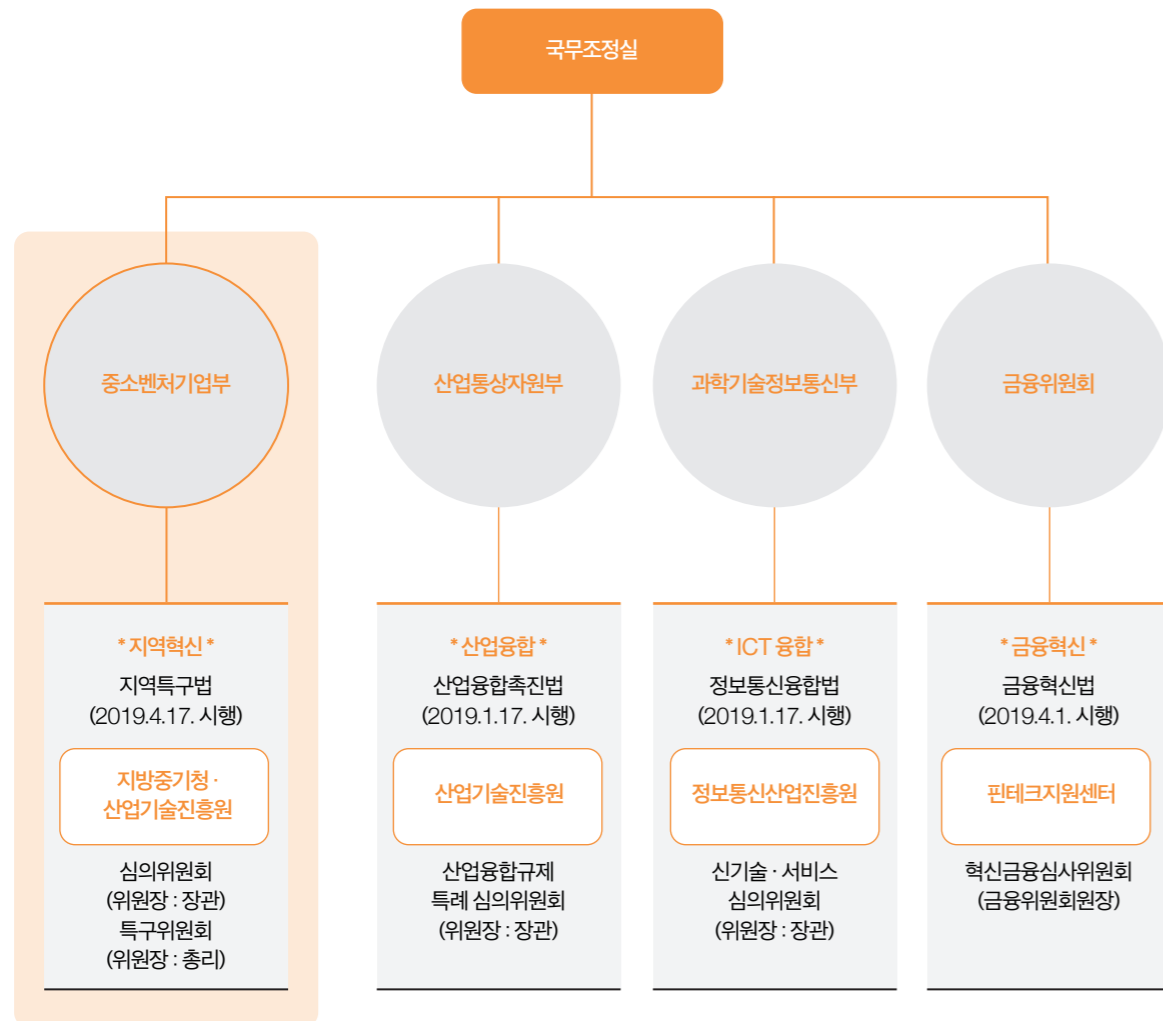 국무조정실
중소벤처기업부
산업통상자원부
과학기술정보통신부
금융위원회
* 지역혁신 *
지역특구법
(2019.4.17. 시행)
지방중기청 ·
산업기술진흥원
심의위원회
(위원장 : 장관)
특구위원회
(위원장 : 총리)
* 산업융합 *
산업융합촉진법
(2019.1.17. 시행)
산업기술진흥원
산업융합규제
특례 심의위원회
(위원장 : 장관)
* ICT 융합 *
정보통신융합법
(2019.1.17. 시행)
정보통신산업진흥원
신기술 · 서비스
심의위원회
(위원장 : 장관)
* 금융혁신 *
금융혁신법
(2019.4.1. 시행)
핀테크지원센터
혁신금융심사위원회
(금융위원회원장)